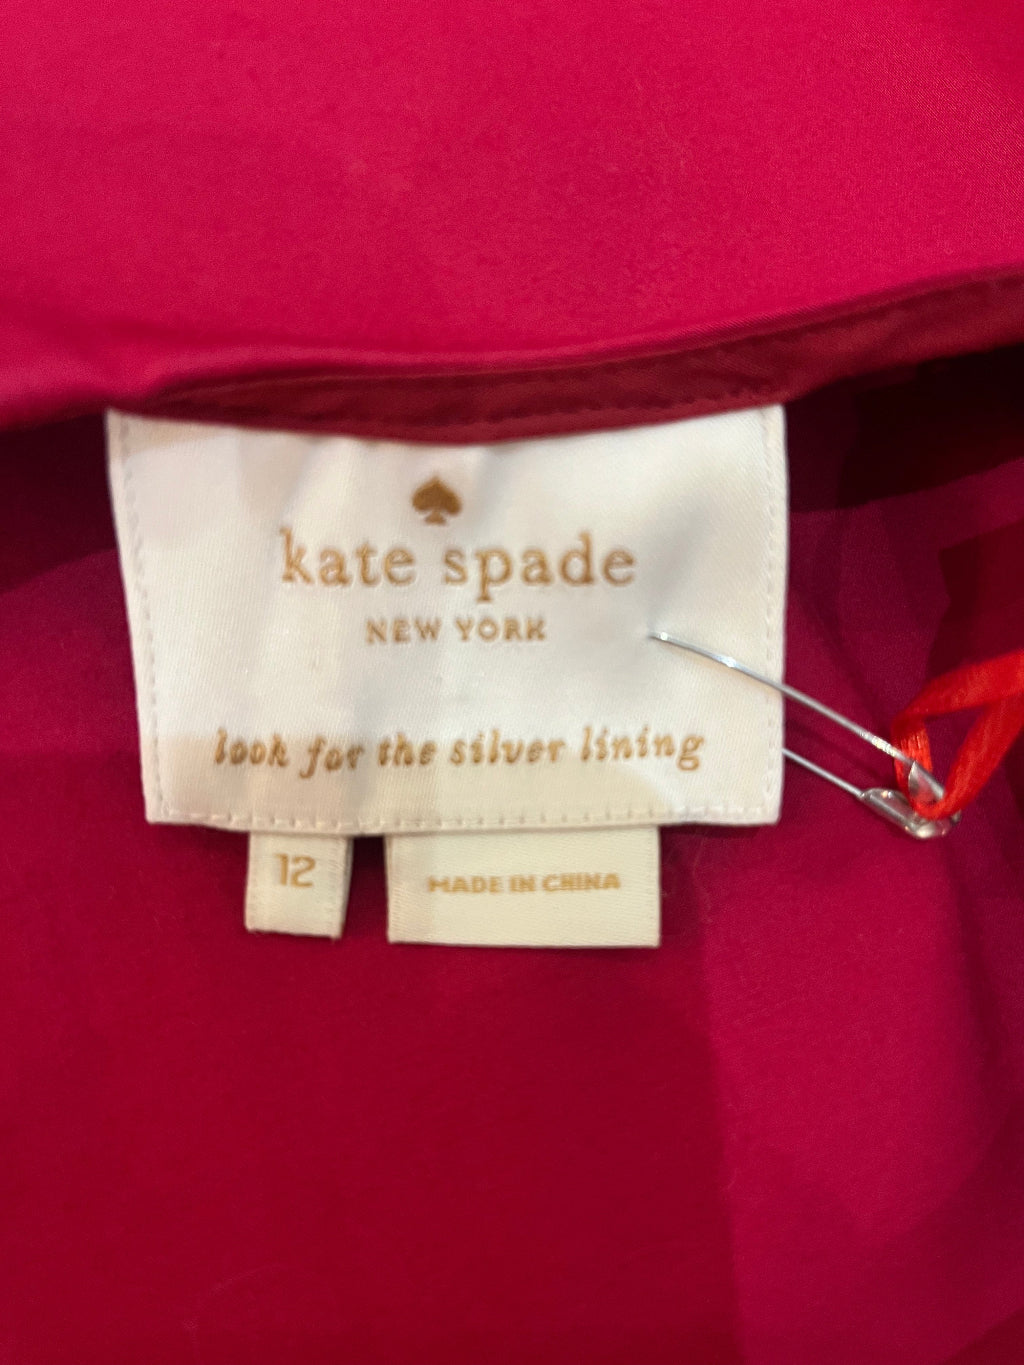 kate spade
NEW YORK
look for the silver lining
12
MADE IN CHINA